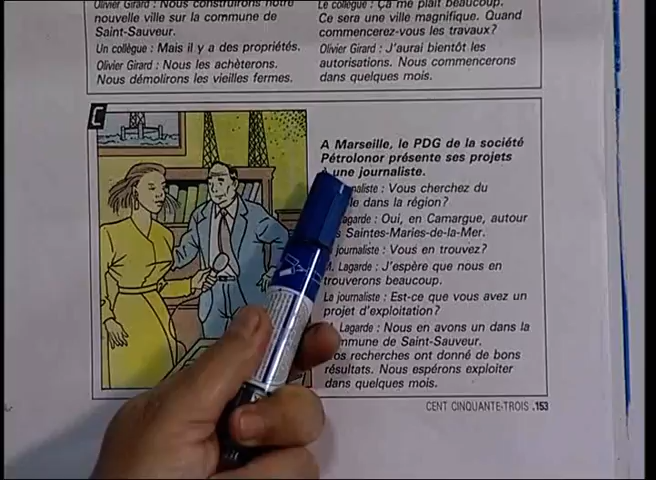 Olivier Girard : Nous construirons notre
nouvelle ville sur la commune de
Saint-Sauveur.
Un collègue : Mais il y a des propriétés.
Olivier Girard : Nous les achèterons.
Nous démolirons les vieilles fermes.
Le collègue : Ça me plaît beaucoup.
Ce sera une ville magnifique. Quand
commencerez-vous les travaux ?
Olivier Girard : J'aurai bientôt les
autorisations. Nous commencerons
dans quelques mois.
C
A Marseille, le PDG de la société
Pétrolonor présente ses projets
à une journaliste.
: Vous cherchez du
dans la région ?
: Oui, en Camargue, autour
Saintes-Maries-de-la-Mer.
journaliste : Vous en trouvez ?
M. Lagarde : J'espère que nous en
trouverons beaucoup.
La journaliste : Est-ce que vous avez un
projet d'exploitation ?
Lagarde : Nous en avons un dans la
commune de Saint-Sauveur.
Nos recherches ont donné de bons
résultats. Nous espérons exploiter
dans quelques mois.
CENT CINQUANTE-TROIS .153